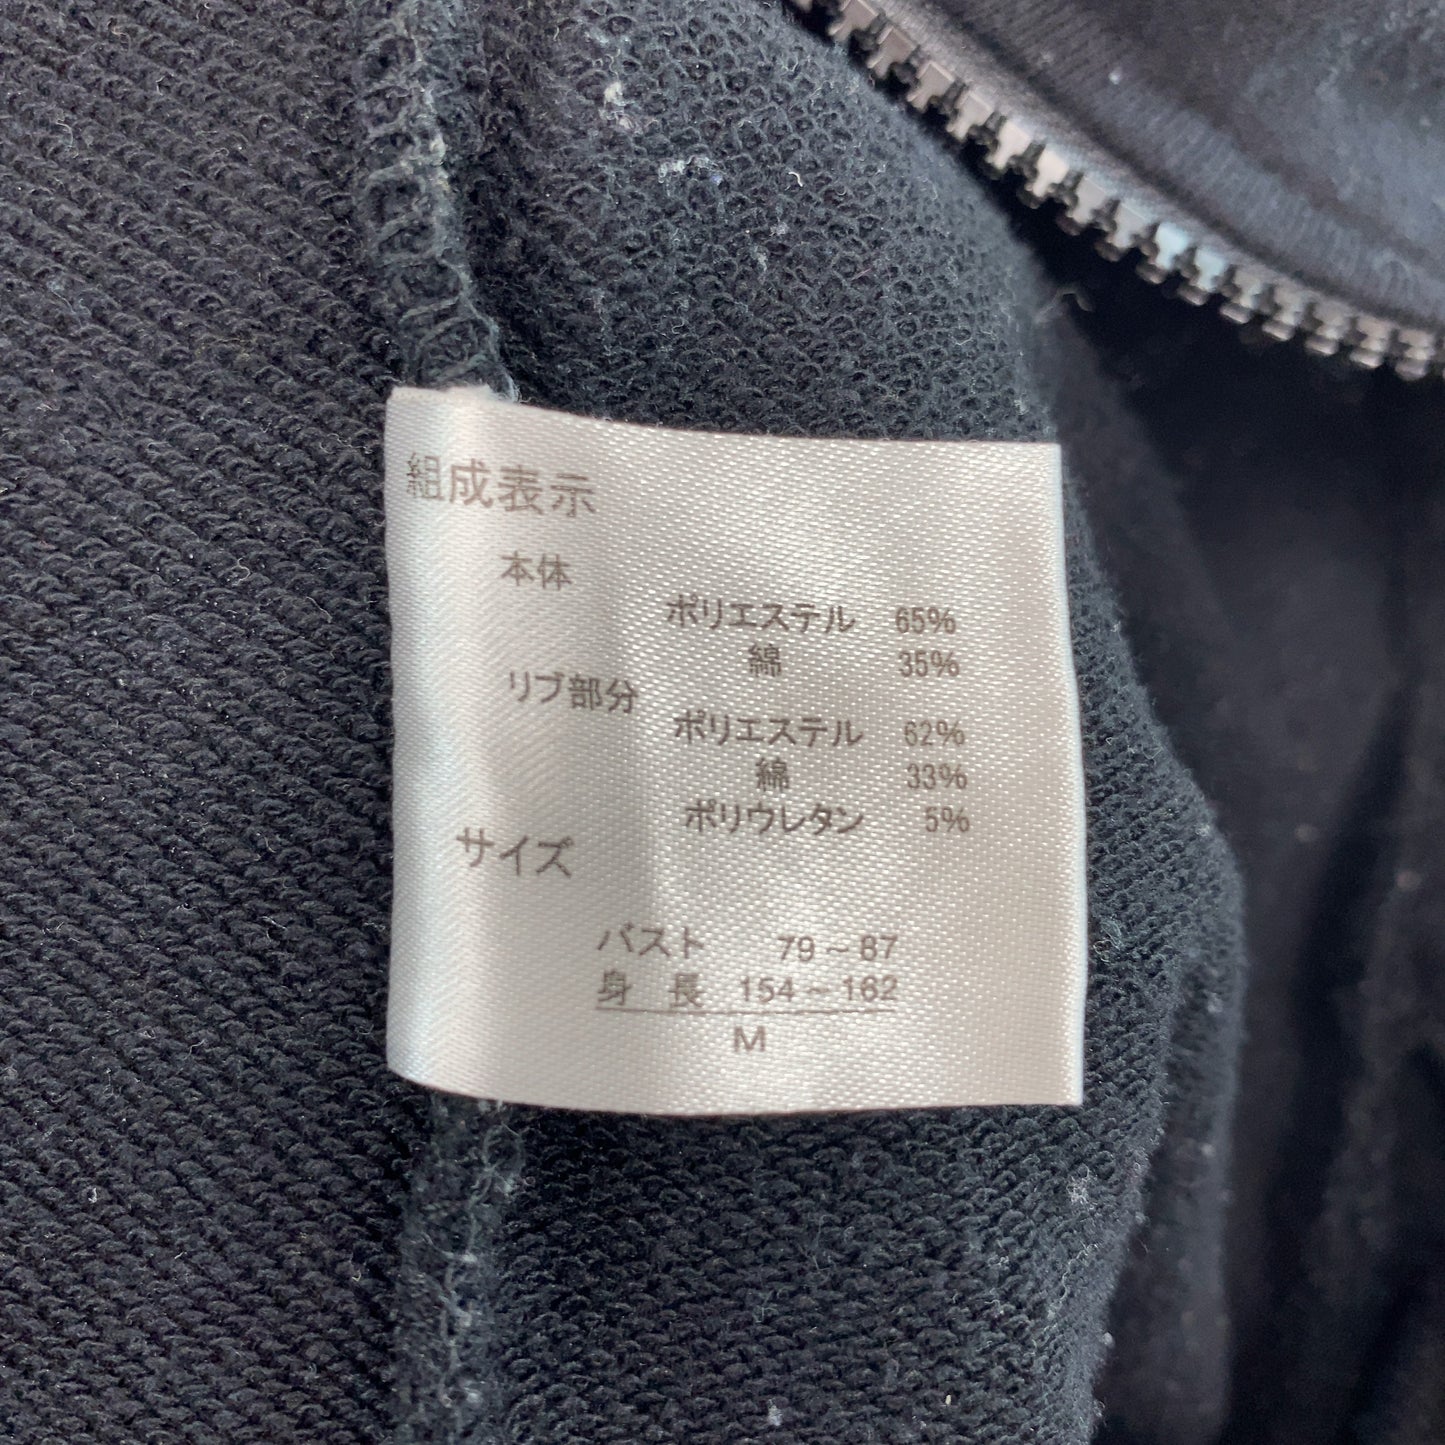 組成表示
本体
ポリエステル 65%
綿 35%
リブ部分
ポリエステル 62%
綿 33%
ポリウレタン 5%
サイズ
バスト 79～87
身長 154～162
M